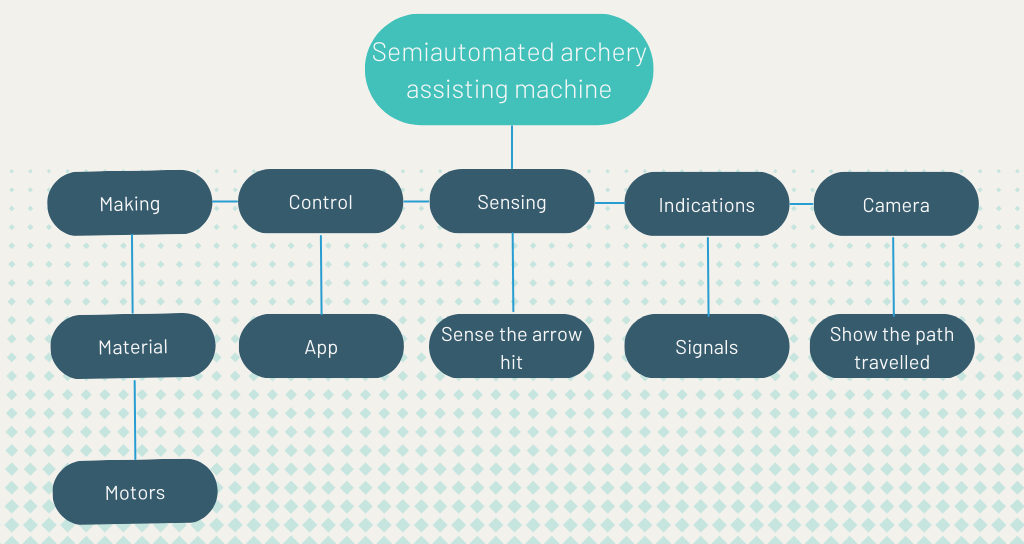 Semiautomated archery
assisting machine
Making
Control
Sensing
Indications
Camera
Material
App
Sense the arrow
hit
Signals
Show the path
travelled
Motors